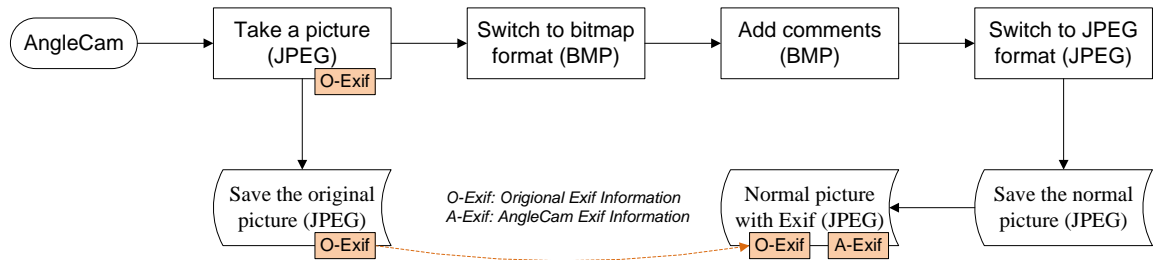 AngleCam
Take a picture
(JPEG)
O-Exif
Switch to bitmap
format (BMP)
Add comments
(BMP)
Switch to JPEG
format (JPEG)
Save the original
picture (JPEG)
O-Exif
O-Exif: Origional Exif Information
A-Exif: AngleCam Exif Information
Normal picture
with Exif (JPEG)
O-Exif
A-Exif
Save the normal
picture (JPEG)